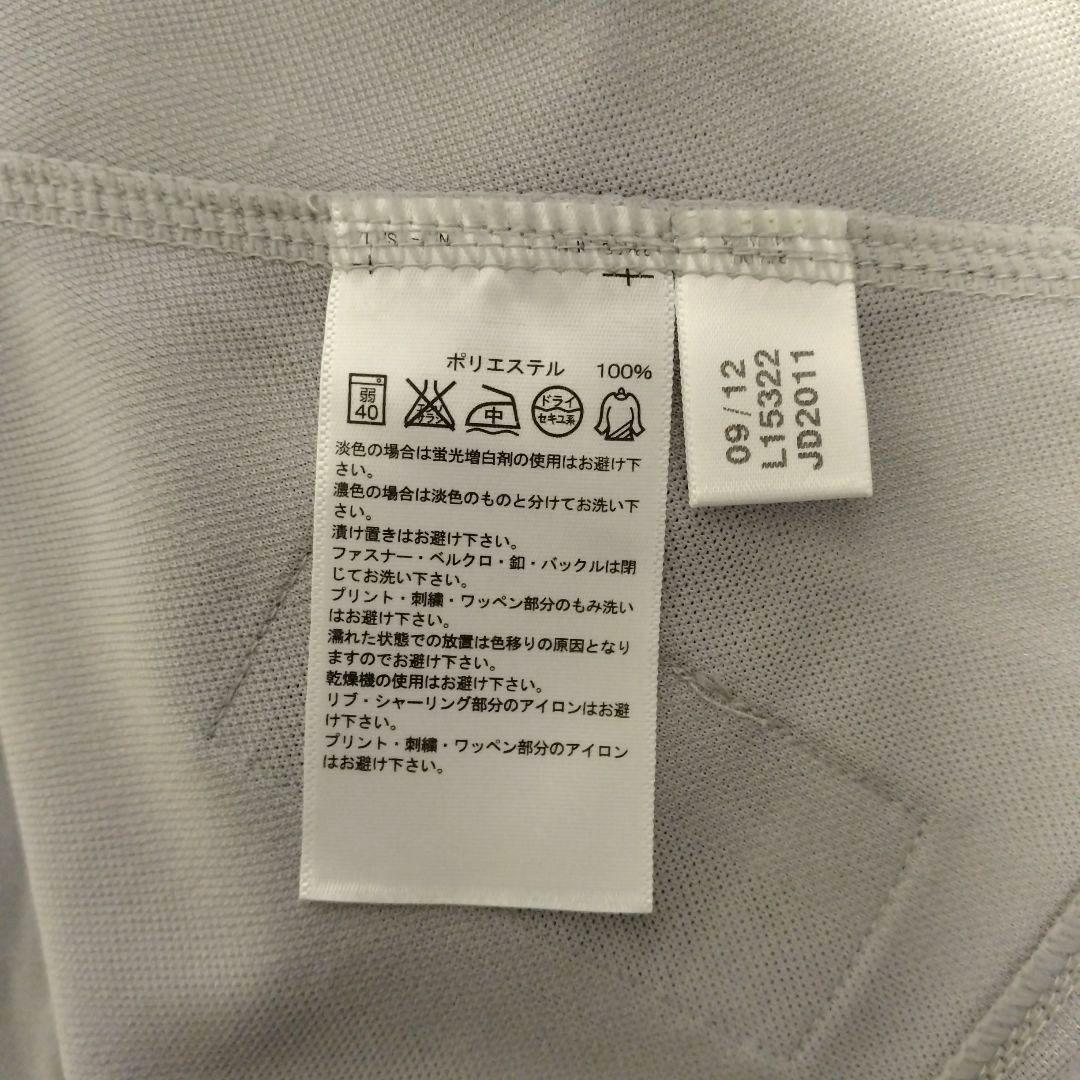 ポリエステル 100%
弱
40
エンソ
サラシ
中
ドライ
セキユ系
淡色の場合は蛍光増白剤の使用はお避け下
さい。
濃色の場合は淡色のものと分けてお洗い下
さい。
漬け置きはお避け下さい。
ファスナー・ベルクロ・釦・バックルは閉
じてお洗い下さい。
プリント・刺繍・ワッペン部分のもみ洗い
はお避け下さい。
濡れた状態での放置は色移りの原因となり
ますのでお避け下さい。
乾燥機の使用はお避け下さい。
リブ・シャーリング部分のアイロンはお避
け下さい。
プリント・刺繍・ワッペン部分のアイロン
はお避け下さい。
09/12
L15322
JD2011